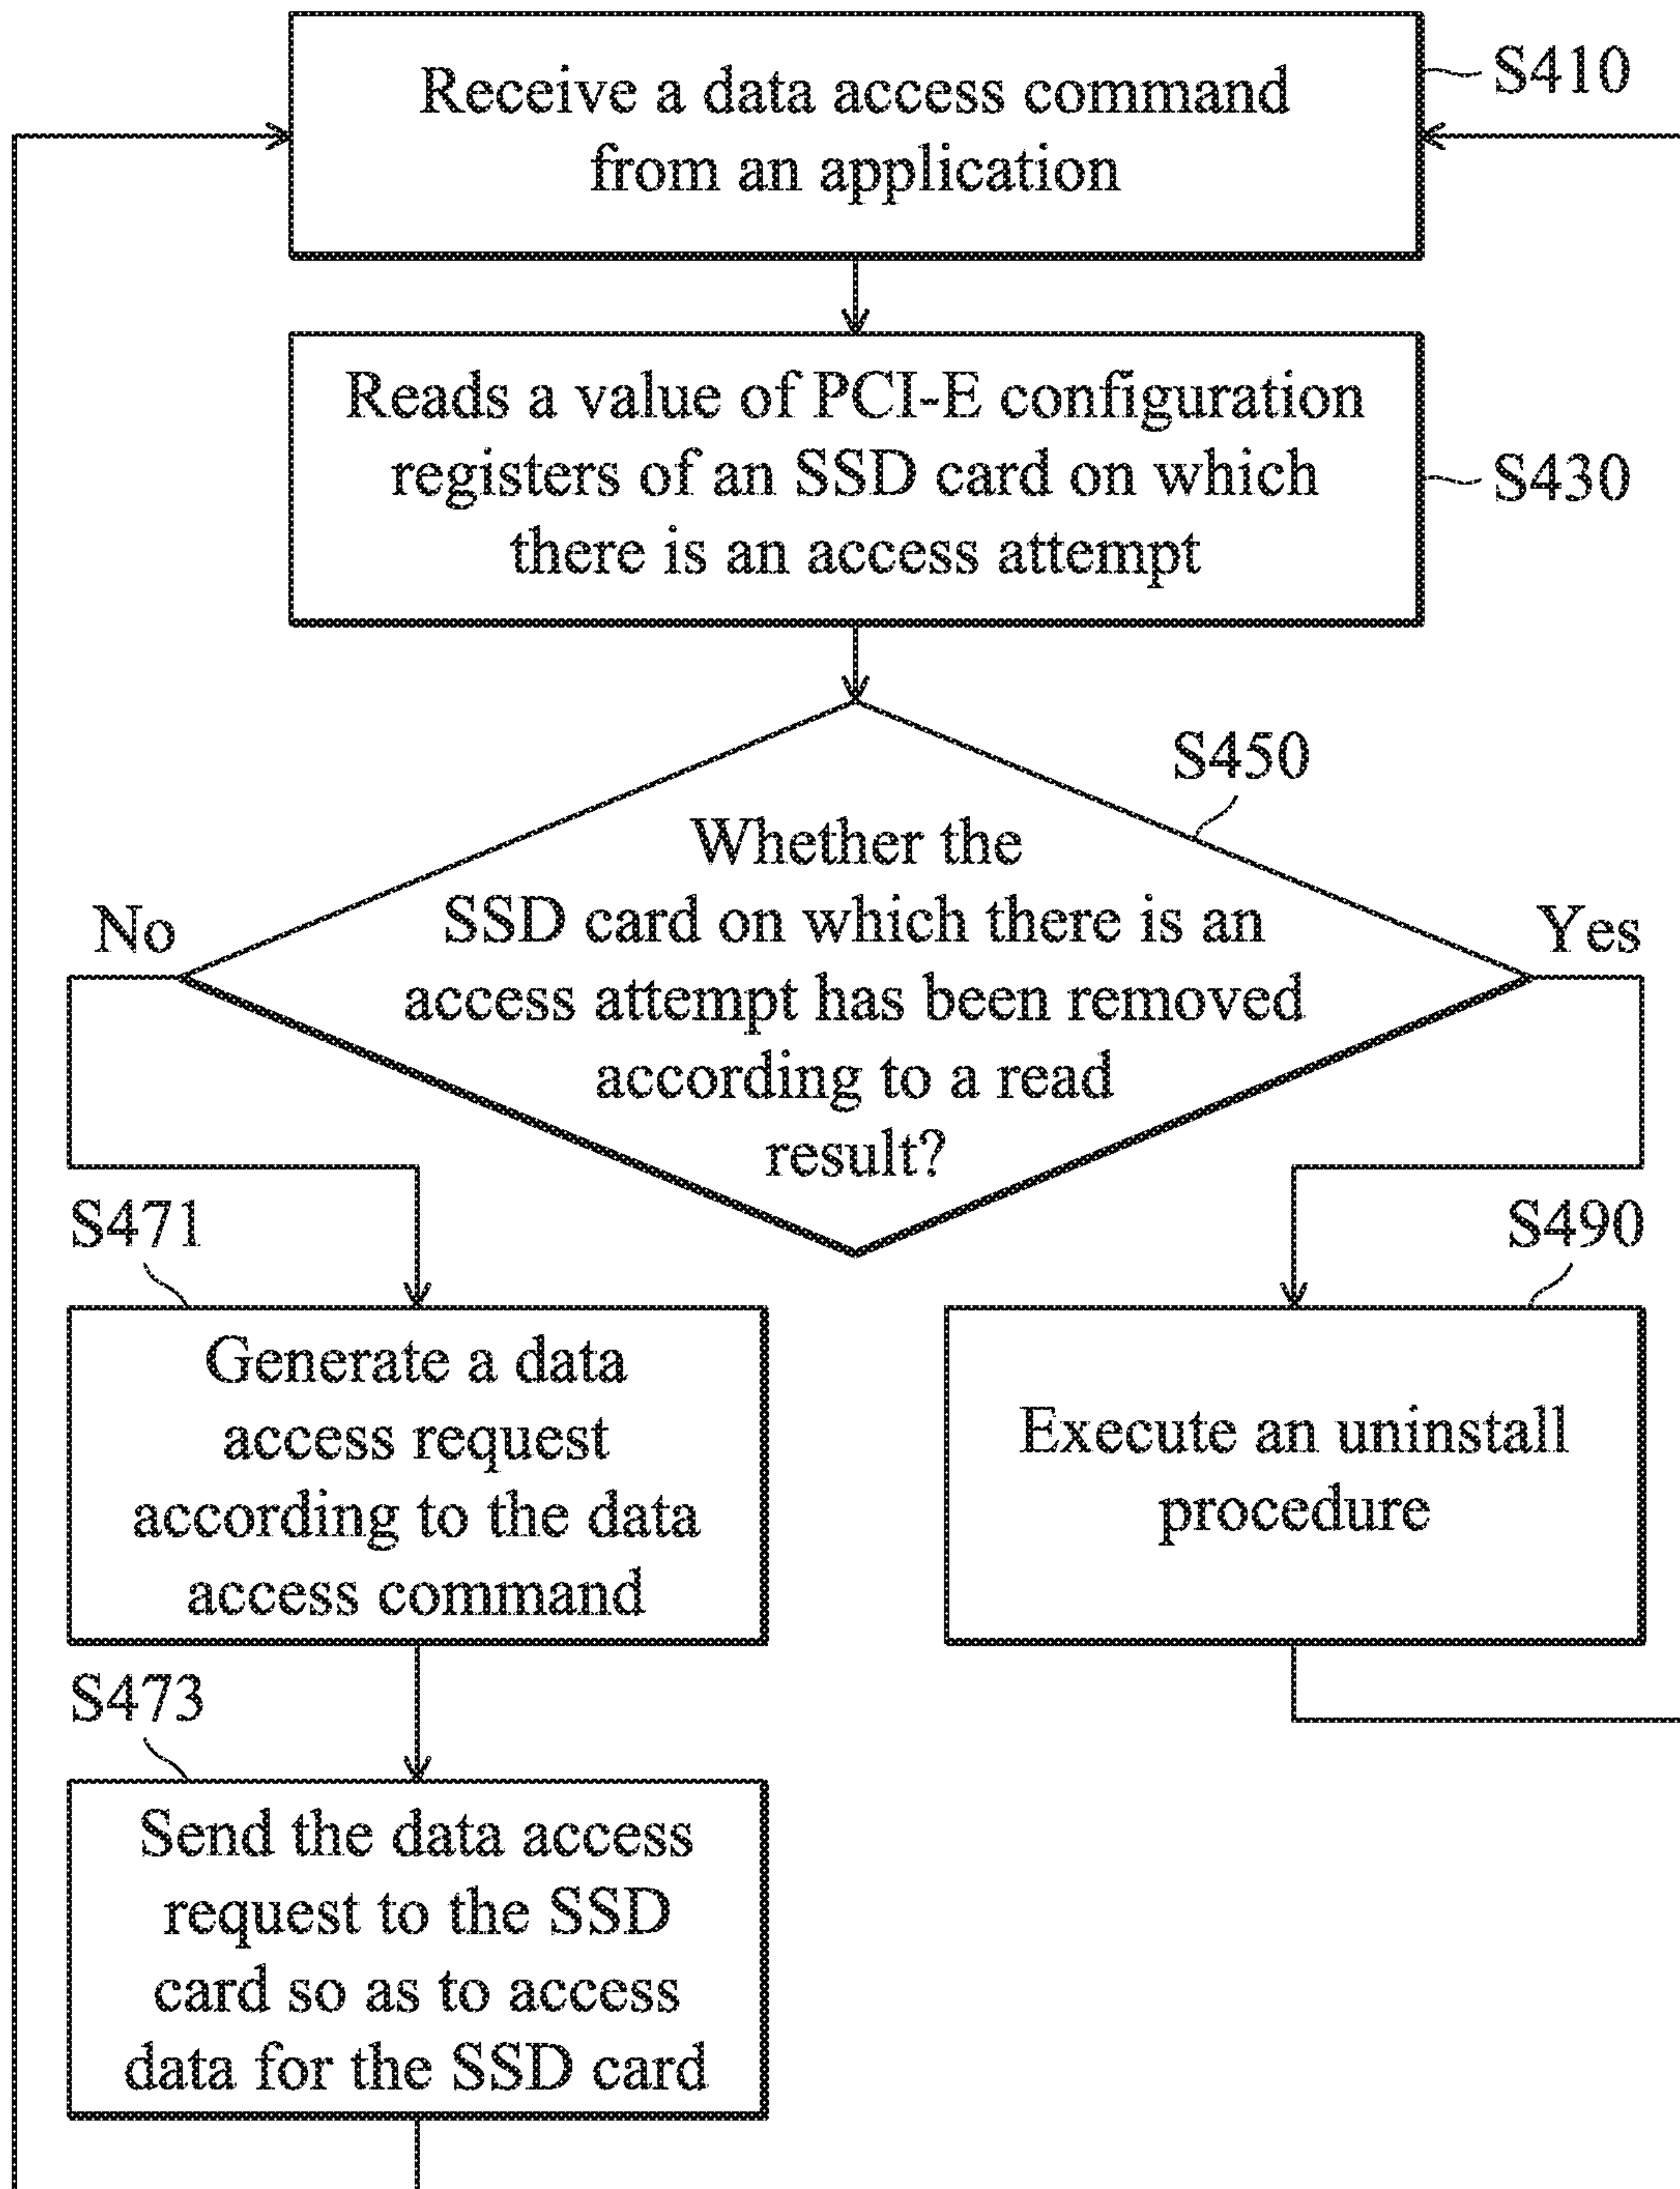 Receive a data access command
from an application
S410
Reads a value of PCI-E configuration
registers of an SSD card on which
there is an access attempt
S430
S450
Whether the
SSD card on which there is an
access attempt has been removed
according to a read
result?
No
Yes
S471
Generate a data
access request
according to the data
access command
S490
Execute an uninstall
procedure
S473
Send the data access
request to the SSD
card so as to access
data for the SSD card